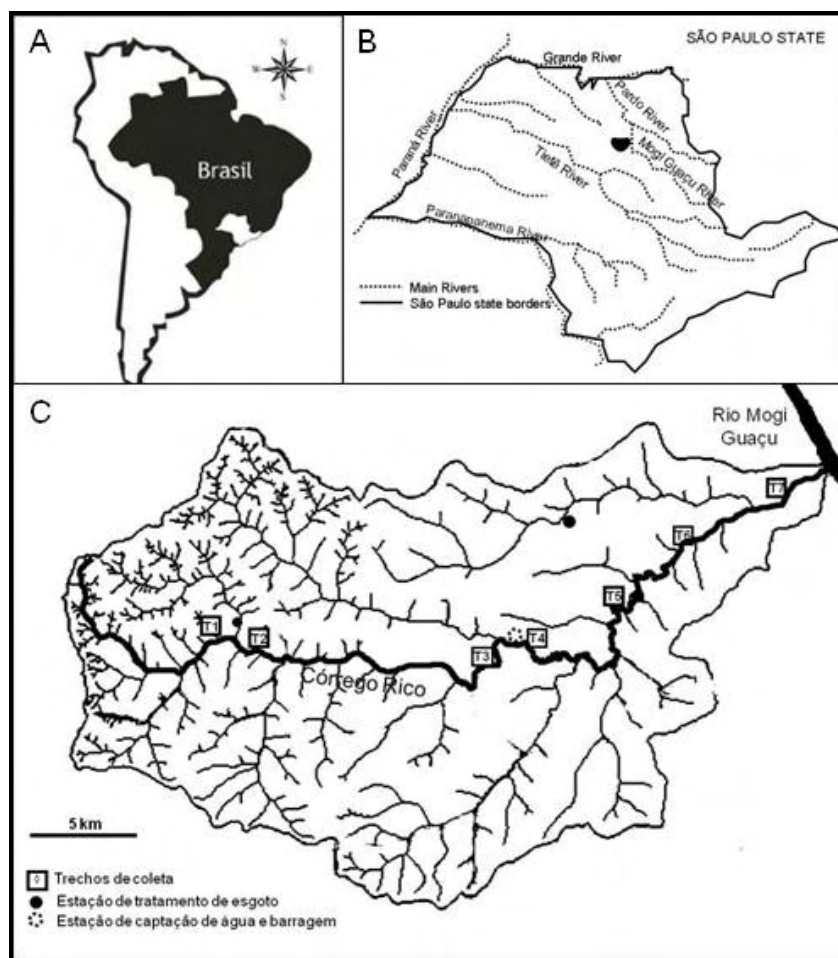 A
N
W E
S
Brasil
B
SÃO PAULO STATE
Grande River
Pardo River
Paraná River
Mogi Guaçu River
Tietê River
Paranapanema River
Main Rivers
São Paulo state borders
C
Rio Mogi
Guaçu
T7
T6
T5
T1
T2
T4
T3
Córrego Rico
5 km
Trechos de coleta
Estação de tratamento de esgoto
Estação de captação de água e barragem